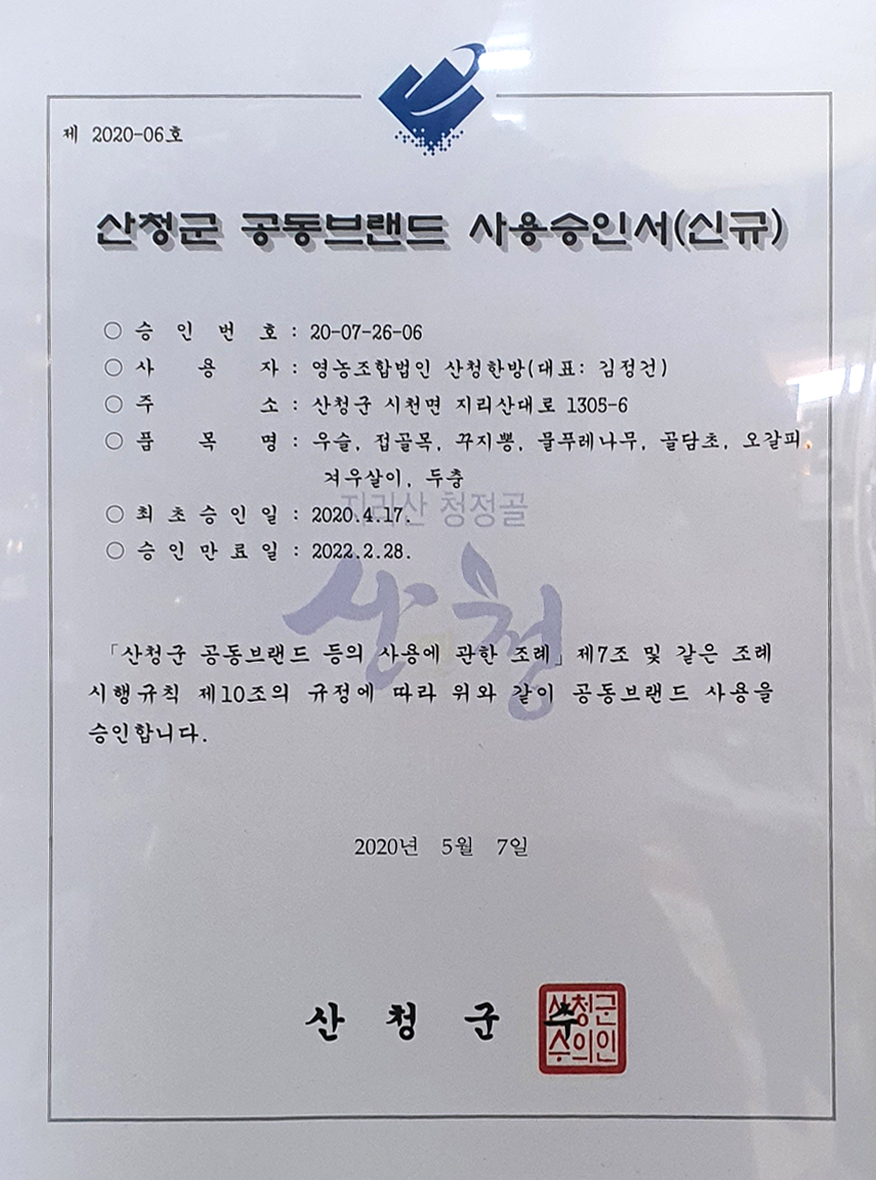 제 2020-06호
산청군 공동브랜드 사용승인서(신규)
○ 승 인 번 호 : 20-07-26-06
○ 사 용 자 : 영농조합법인 산청한방(대표: 김정건)
○ 주 소 : 산청군 시천면 지리산대로 1305-6
○ 품 목 명 : 우슬, 접골목, 꾸지뽕, 물푸레나무, 골담초, 오갈피,
겨우살이, 두충
지리산 청정골
○ 최 초 승 인 일 : 2020.4.17.
○ 승 인 만 료 일 : 2022.2.28.
산청
「산청군 공동브랜드 등의 사용에 관한 조례」 제7조 및 같은 조례
시행규칙 제10조의 규정에 따라 위와 같이 공동브랜드 사용을
승인합니다.
2020년 5월 7일
산 청 군 수
산청군
수의인